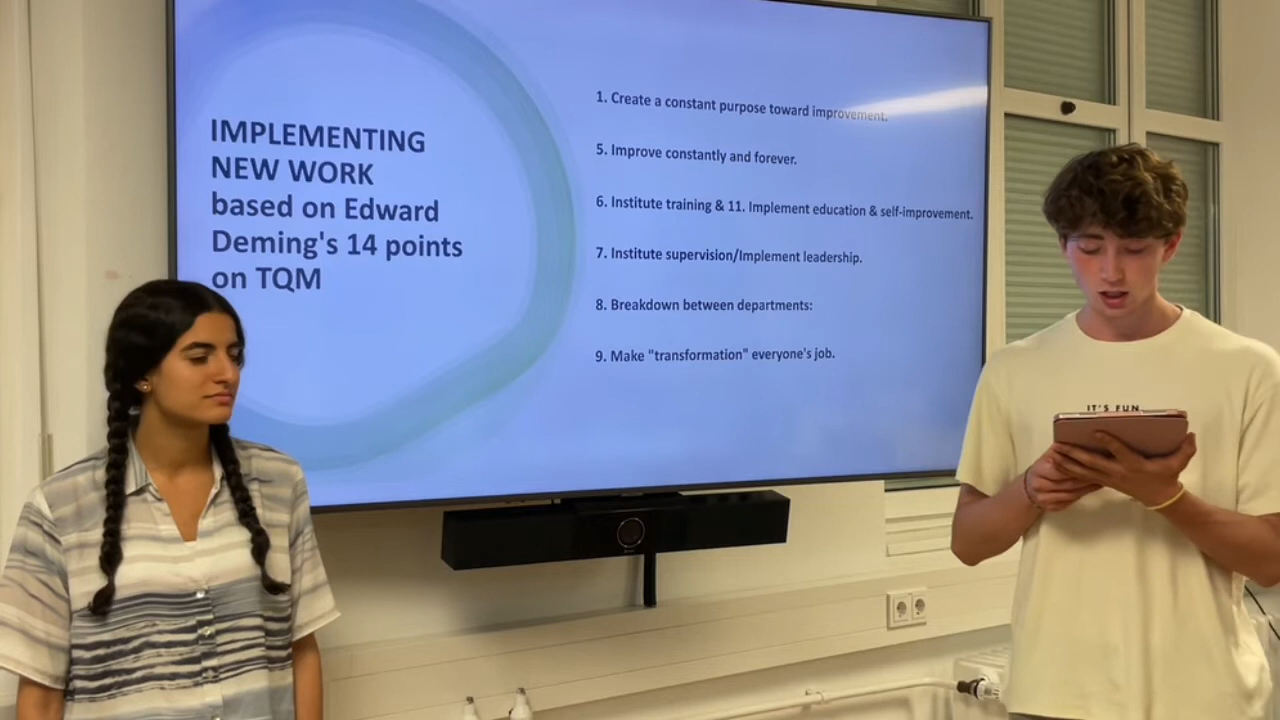 IMPLEMENTING
NEW WORK
based on Edward
Deming's 14 points
on TQM
1. Create a constant purpose toward improvement.
5. Improve constantly and forever.
6. Institute training & 11. Implement education & self-improvement.
7. Institute supervision/Implement leadership.
8. Breakdown between departments:
9. Make "transformation" everyone's job.
IT'S FUN